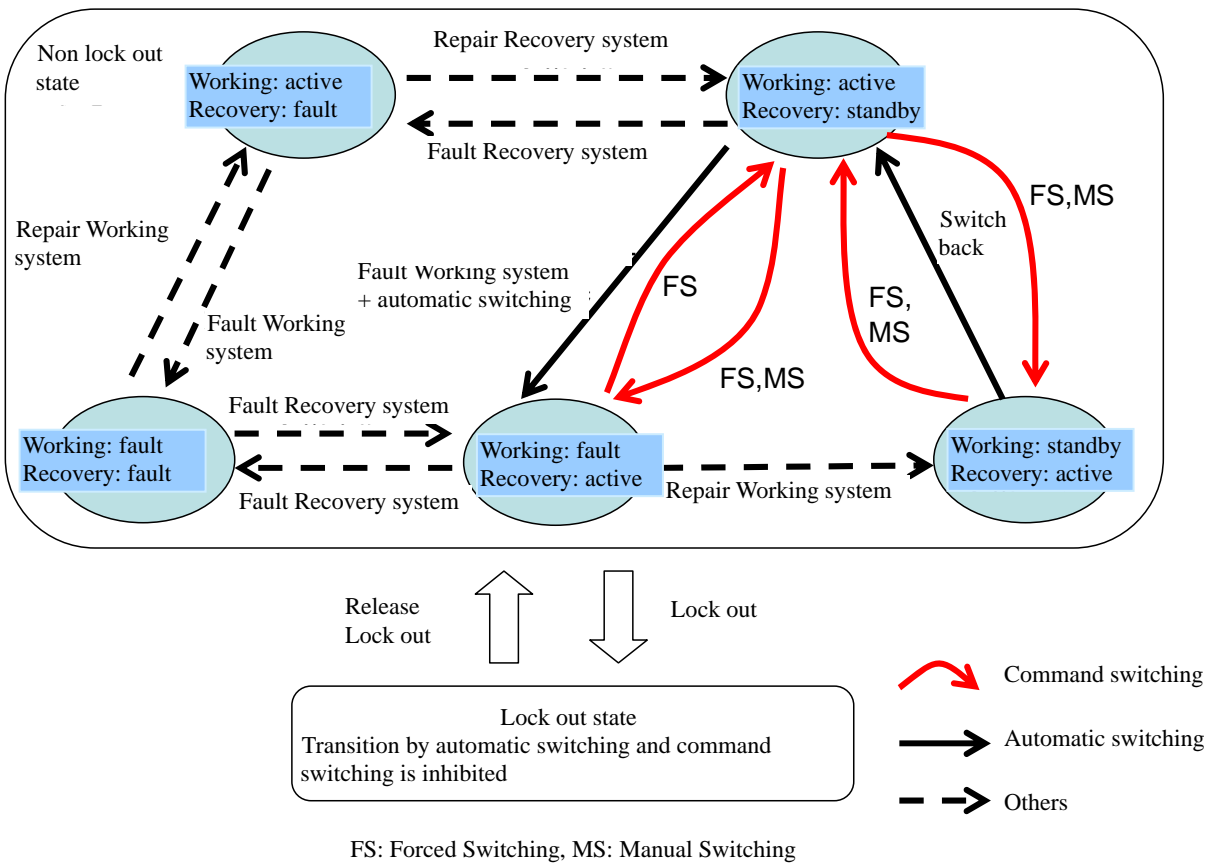 Non lock out
state
Repair Recovery system
Working: active
Recovery: fault
Working: active
Recovery: standby
Fault Recovery system
Repair Working
system
Fault Working system
+ automatic switching
FS
FS,MS
Switch
back
FS,
MS
Fault Working
system
FS,MS
Fault Recovery system
Working: fault
Recovery: fault
Working: fault
Recovery: active
Working: standby
Recovery: active
Fault Recovery system
Repair Working system
Release
Lock out
Lock out
Command switching
Lock out state
Transition by automatic switching and command
switching is inhibited
Automatic switching
Others
FS: Forced Switching, MS: Manual Switching